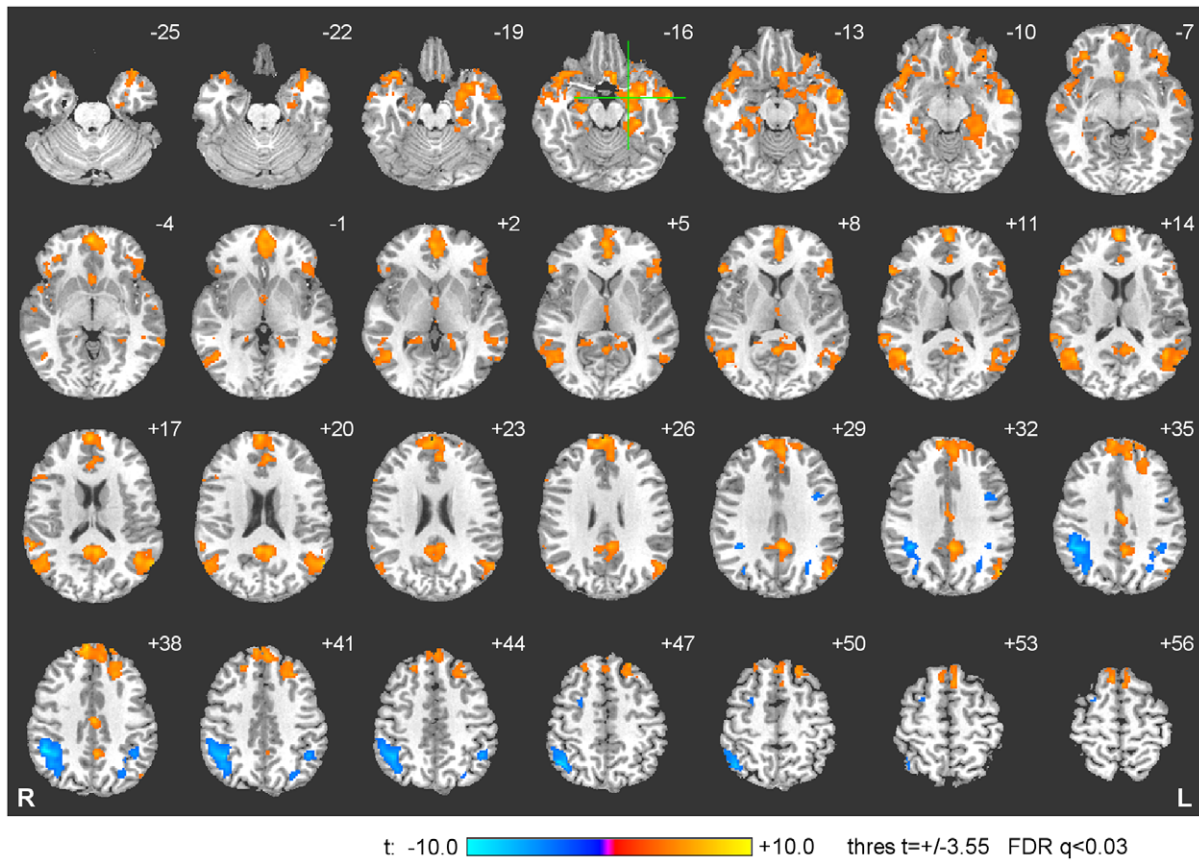 -25 -22 -19 -16 -13 -10 -7
-4 -1 +2 +5 +8 +11 +14
+17 +20 +23 +26 +29 +32 +35
+38 +41 +44 +47 +50 +53 +56
R L
t: -10.0 +10.0 thres t=+/-3.55 FDR q<0.03